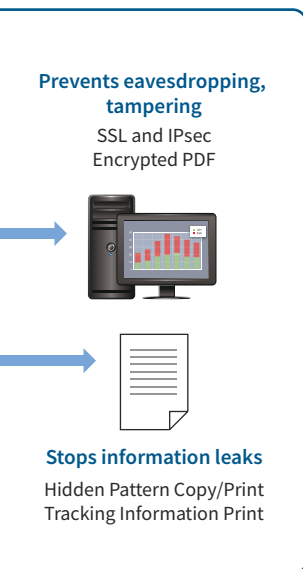 Prevents eavesdropping,
tampering
SSL and IPsec
Encrypted PDF
Stops information leaks
Hidden Pattern Copy/Print
Tracking Information Print